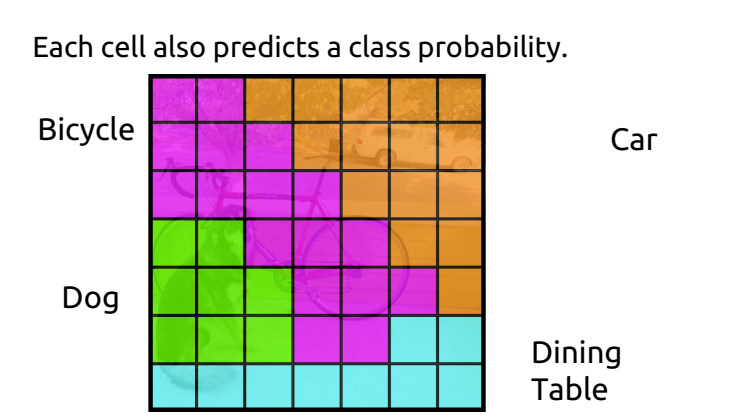 Each cell also predicts a class probability.
Bicycle
Car
Dog
Dining
Table